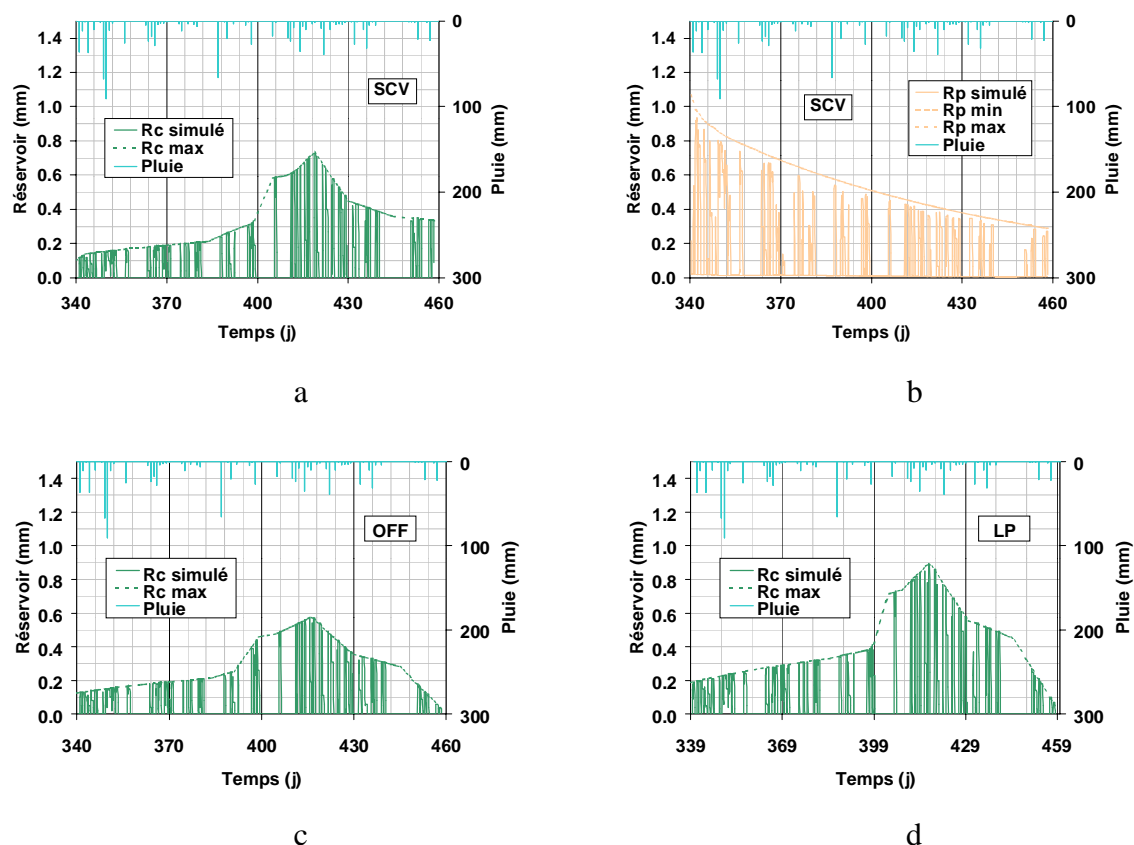 1.4
1.2
1.0
0.8
0.6
0.4
0.2
0.0
Réservoir (mm)
SCV
Rc simulé
Rc max
Pluie
0
100
200
300
Pluie (mm)
340 370 400 430 460
Temps (j)
a
1.4
1.2
1.0
0.8
0.6
0.4
0.2
0.0
Réservoir (mm)
SCV
Rp simulé
Rp min
Rp max
Pluie
0
100
200
300
Pluie (mm)
340 370 400 430 460
Temps (j)
b
1.4
1.2
1.0
0.8
0.6
0.4
0.2
0.0
Réservoir (mm)
OFF
Rc simulé
Rc max
Pluie
0
100
200
300
Pluie (mm)
340 370 400 430 460
Temps (j)
c
1.4
1.2
1.0
0.8
0.6
0.4
0.2
0.0
Réservoir (mm)
LP
Rc simulé
Rc max
Pluie
0
100
200
300
Pluie (mm)
339 369 399 429 459
Temps (j)
d